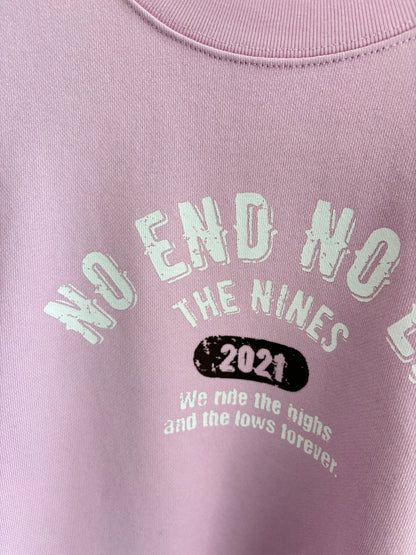 NO END NO E
THE NINES
2021
We ride the highs
and the lows forever.